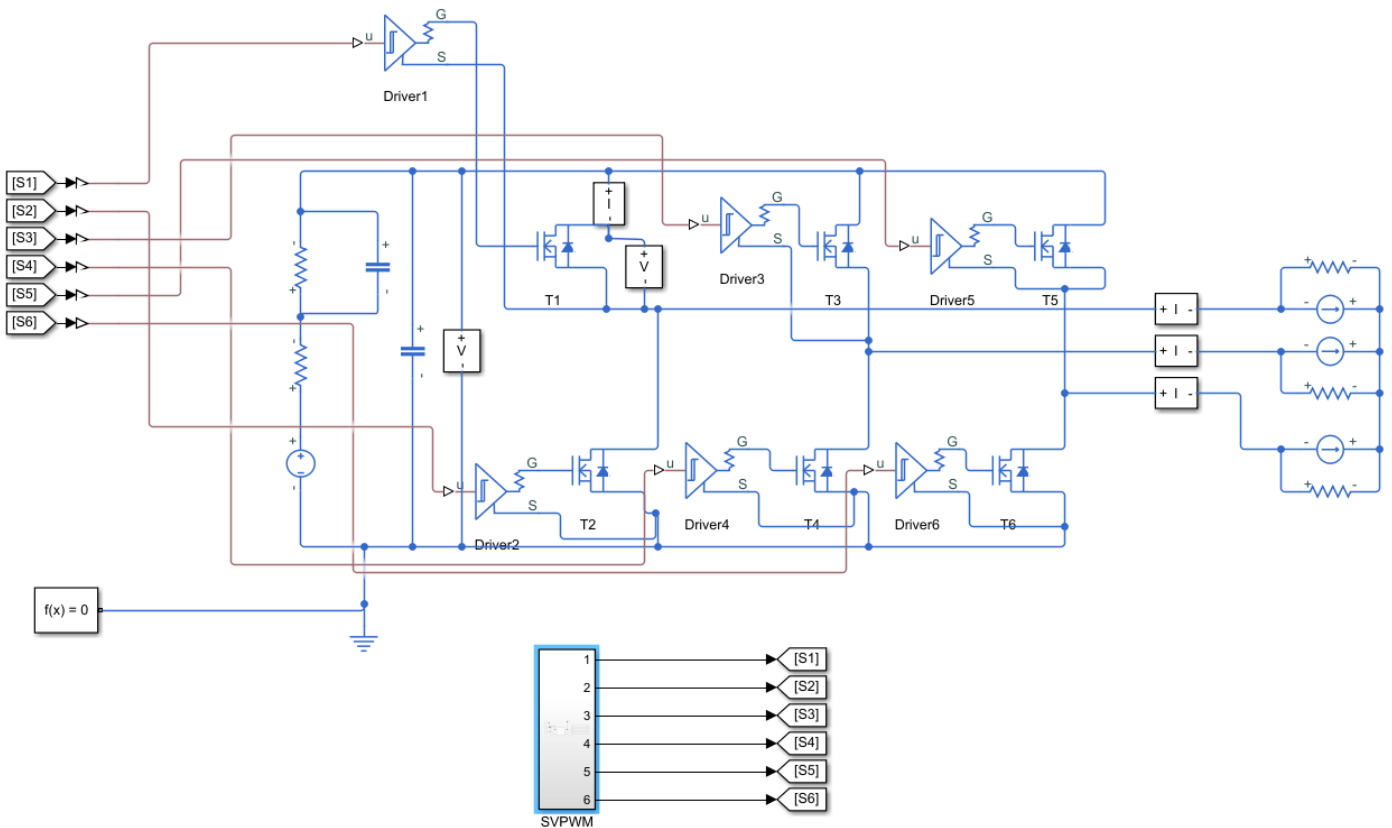 G
u
S
Driver1
[S1]
[S2]
[S3]
[S4]
[S5]
[S6]
+
I
-
+
V
T1
u
G
S
Driver3
T3
u
G
S
Driver5
T5
-
+
+
-
-
+
+
-
+
-
+
V
+ I -
+ I -
+ I -
+ -
- +
- +
+ -
- +
+ -
u
G
S
Driver2
T2
u
G
S
Driver4
T4
u
G
S
Driver6
T6
f(x) = 0
1 [S1]
2 [S2]
3 [S3]
4 [S4]
5 [S5]
6 [S6]
SVPWM